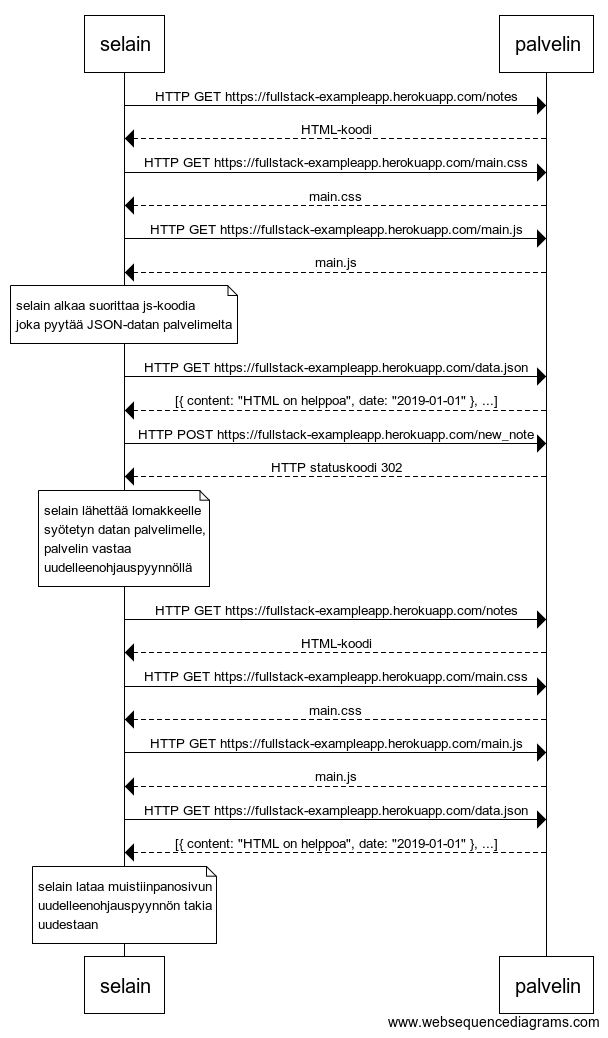 selain palvelin
HTTP GET https://fullstack-exampleapp.herokuapp.com/notes
HTML-koodi
HTTP GET https://fullstack-exampleapp.herokuapp.com/main.css
main.css
HTTP GET https://fullstack-exampleapp.herokuapp.com/main.js
main.js
selain alkaa suorittaa js-koodia
joka pyytää JSON-datan palvelimelta
HTTP GET https://fullstack-exampleapp.herokuapp.com/data.json
[{ content: "HTML on helppoa", date: "2019-01-01" }, ...]
HTTP POST https://fullstack-exampleapp.herokuapp.com/new_note
HTTP statuskoodi 302
selain lähettää lomakkeelle
syötetyn datan palvelimelle,
palvelin vastaa
uudelleenohjauspyynnöllä
HTTP GET https://fullstack-exampleapp.herokuapp.com/notes
HTML-koodi
HTTP GET https://fullstack-exampleapp.herokuapp.com/main.css
main.css
HTTP GET https://fullstack-exampleapp.herokuapp.com/main.js
main.js
HTTP GET https://fullstack-exampleapp.herokuapp.com/data.json
[{ content: "HTML on helppoa", date: "2019-01-01" }, ...]
selain lataa muistiinpanosivun
uudelleenohjauspyynnön takia
uudestaan
selain palvelin
www.websequencediagrams.com